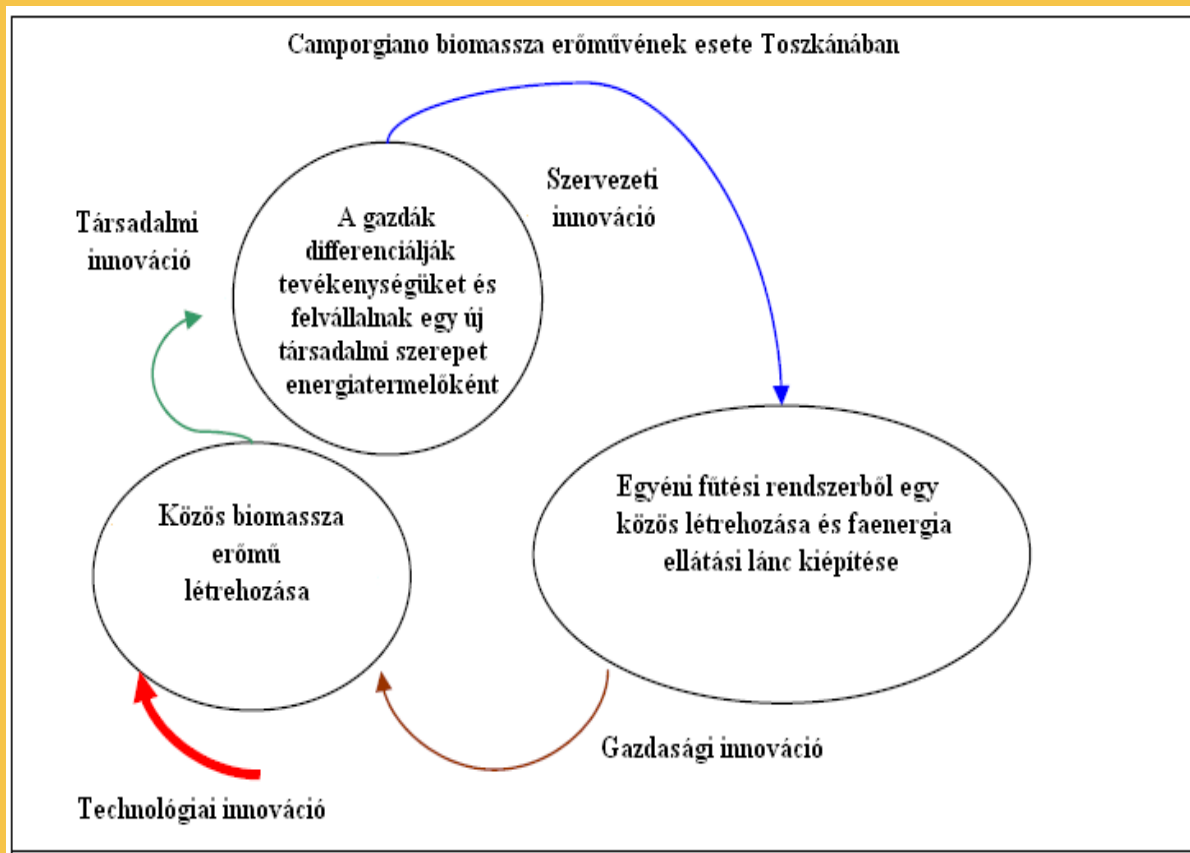 Camporgiano biomassza erőművének esete Toszkánában
Szervezeti
innováció
Társadalmi
innováció
A gazdák
differenciálják
tevékenységüket és
felvállalnak egy új
társadalmi szerepet
energiatermelőként
Egyéni fűtési rendszerből egy
közös létrehozása és faenergia
ellátási lánc kiépítése
Közös biomassza
erőmű
létrehozása
Gazdasági innováció
Technológiai innováció